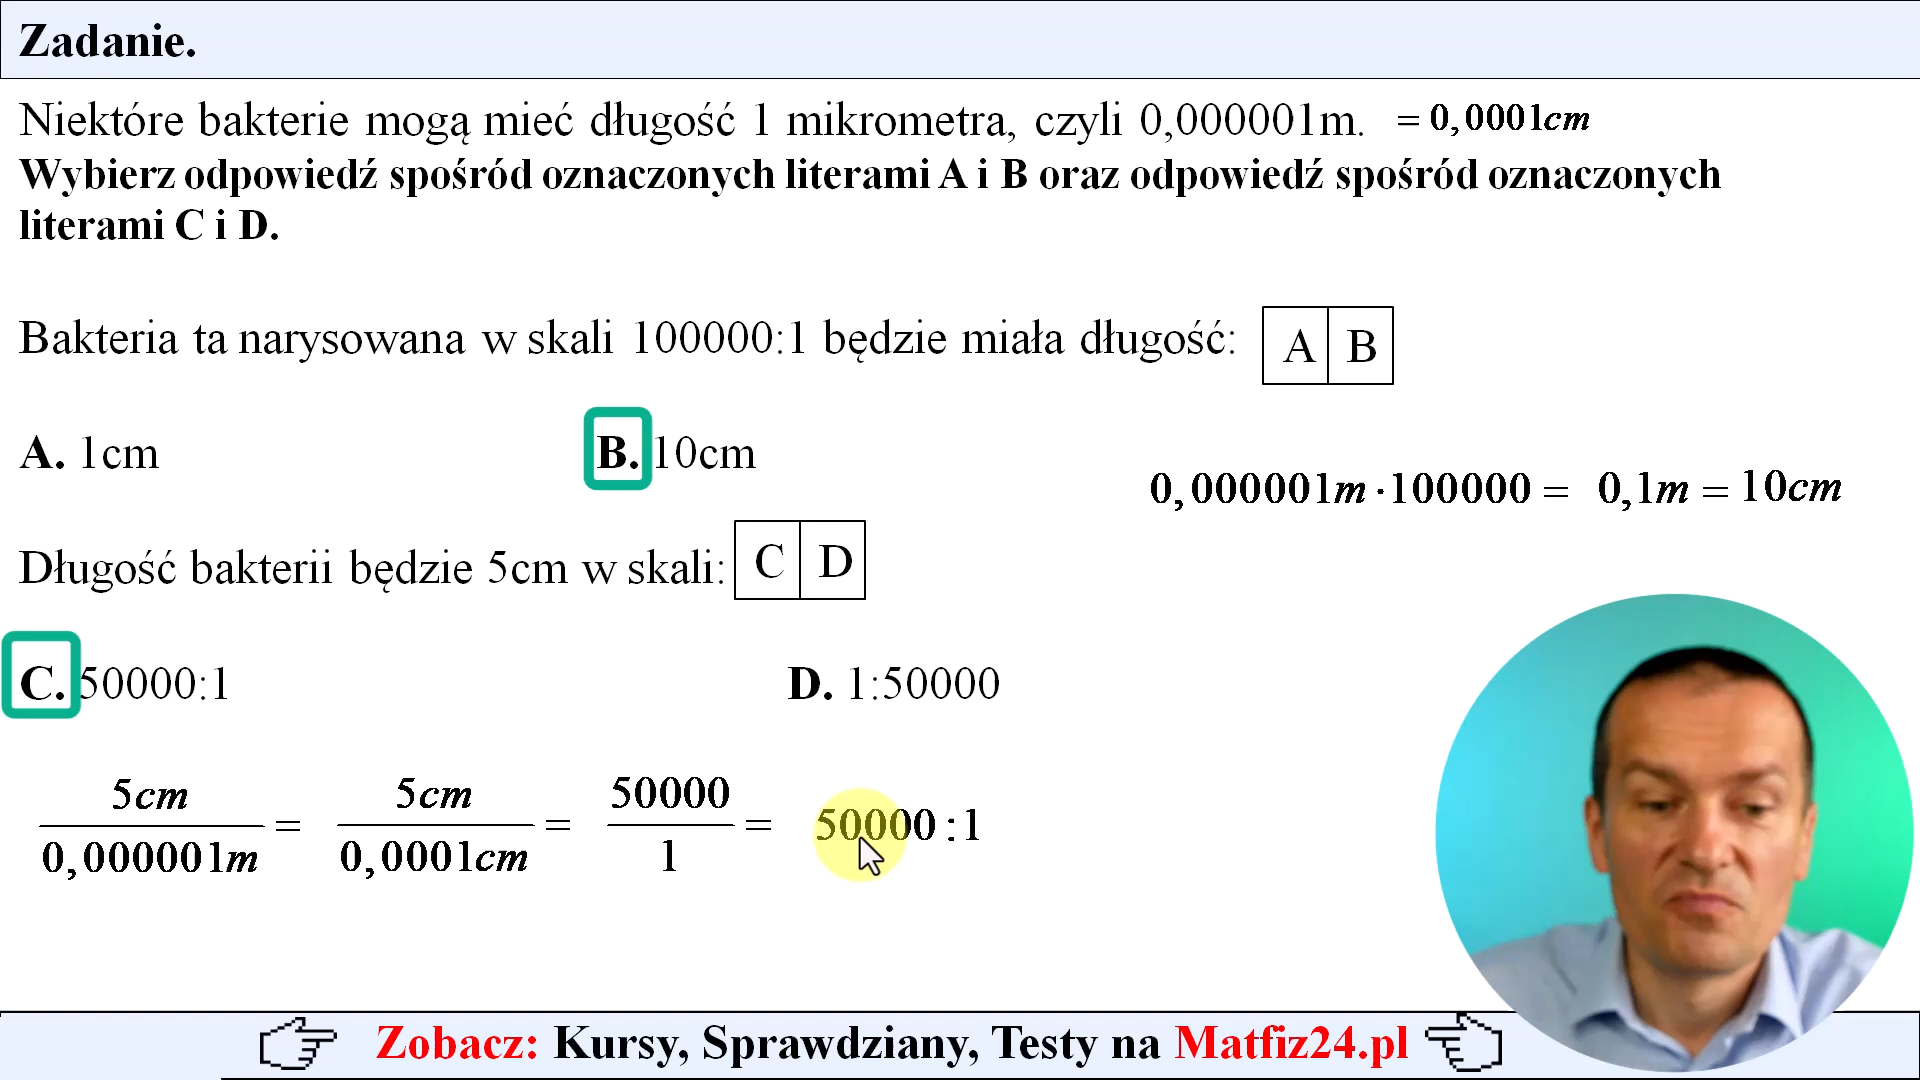 Zadanie.
Niektóre bakterie mogą mieć długość 1 mikrometra, czyli 0,000001m. = 0,0001cm
Wybierz odpowiedź spośród oznaczonych literami A i B oraz odpowiedź spośród oznaczonych
literami C i D.
Bakteria ta narysowana w skali 100000:1 będzie miała długość: A B
A. 1cm B. 10cm
0,000001m·100000 = 0,1m = 10cm
Długość bakterii będzie 5cm w skali: C D
C. 50000:1 D. 1:50000
5cm/0,000001m = 5cm/0,0001cm = 50000/1 = 50000:1
Zobacz: Kursy, Sprawdziany, Testy na Matfiz24.pl